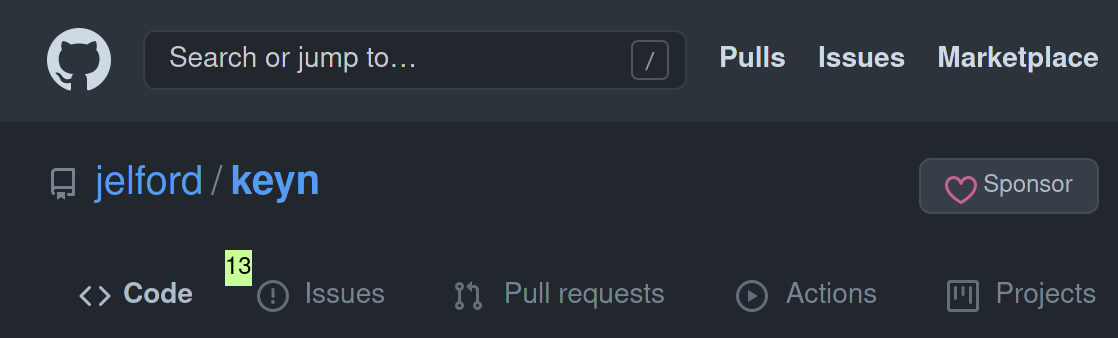 Search or jump to… / Pulls Issues Marketplace
jelford / keyn Sponsor
13
Code Issues Pull requests Actions Projects